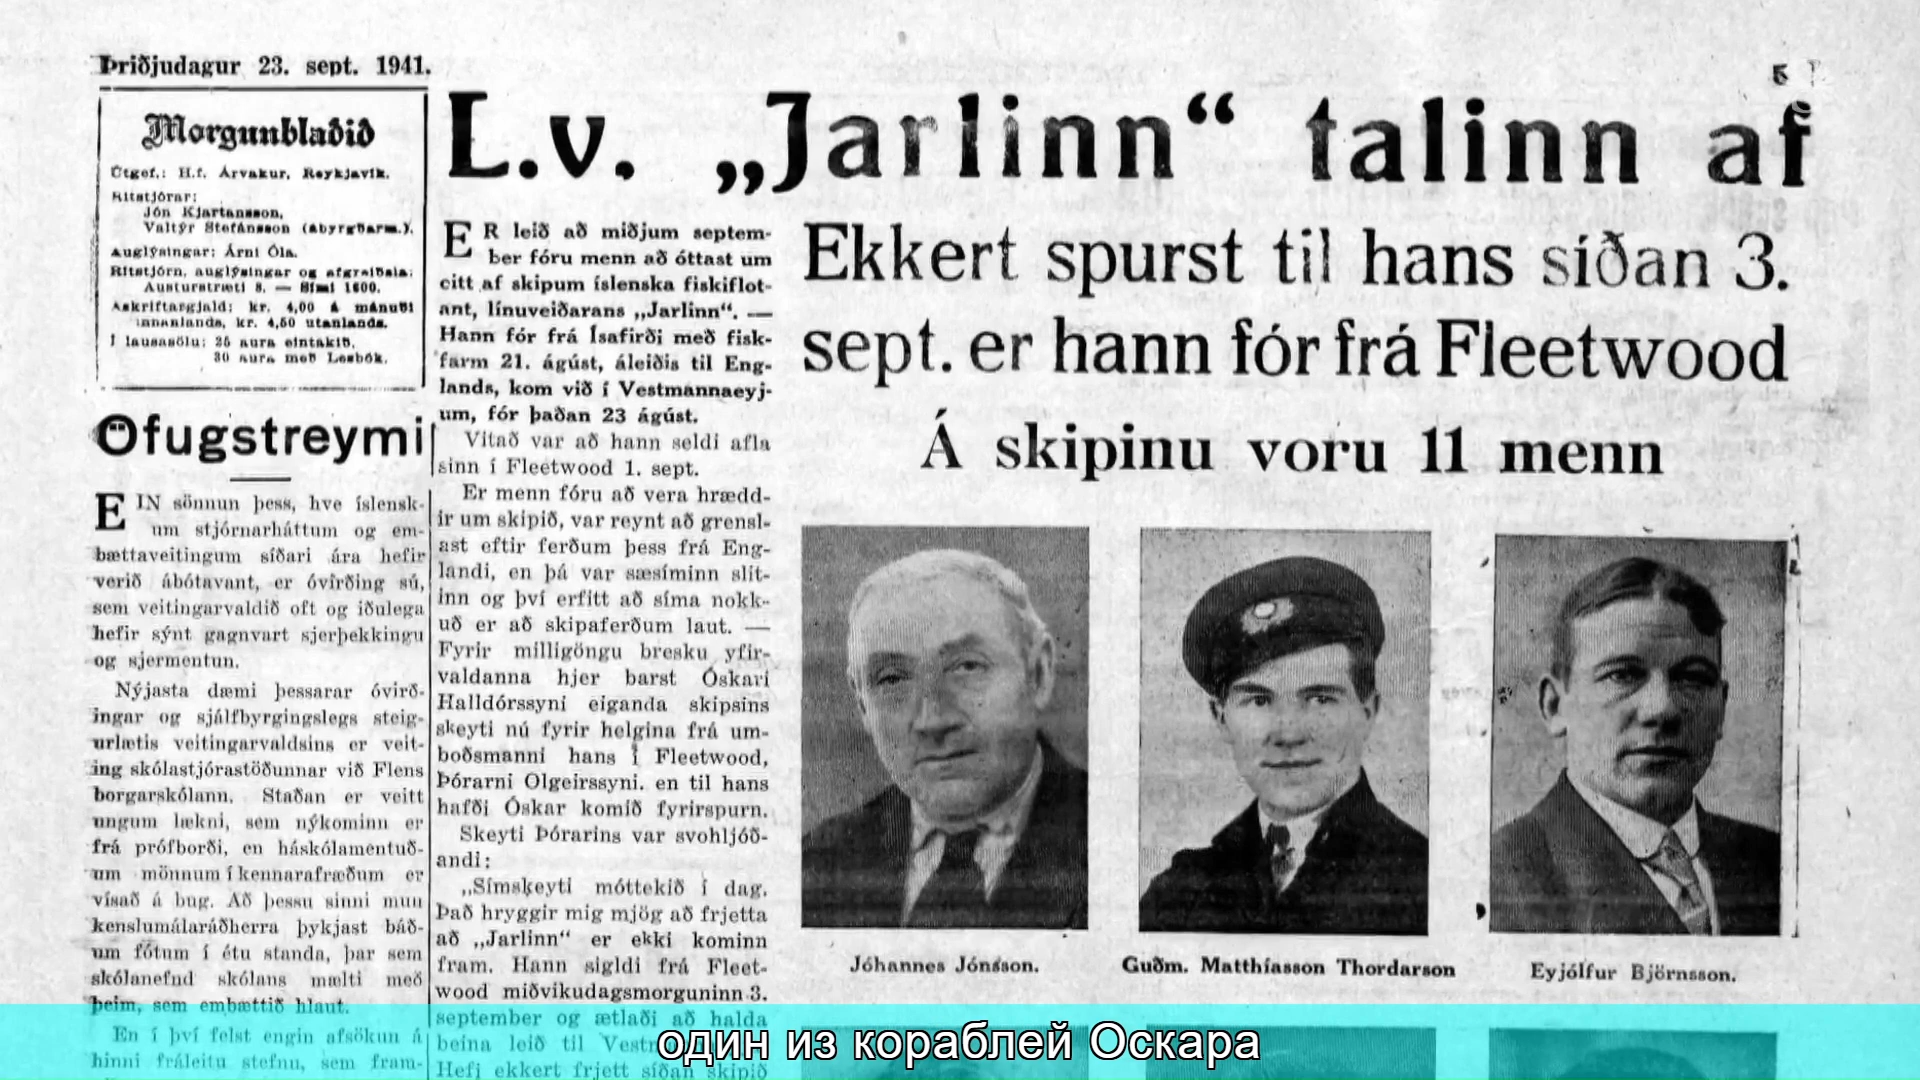 Þriðjudagur 23. sept. 1941.
5
Morgunblaðið
Útgef.: H.f. Árvakur, Reykjavík.
Ritstjórar:
Jón Kjartansson,
Valtýr Stefánsson (ábyrgðarm.).
Auglýsingar: Árni Óla.
Ritstjórn, auglýsingar og afgreiðsla:
Austurstræti 8. — Sími 1600.
Áskriftargjald: kr. 4,00 á mánuði
innanlands, kr. 4,50 utanlands.
Í lausasölu: 25 aura eintakið,
30 aura með Lesbók.
Öfugstreymi
EIN sönnun þess, hve íslensk-
um stjórnarháttum og em-
bættaveitingum síðari ára hefir
verið ábótavant, er óvirðing sú,
sem veitingarvaldið oft og iðulega
hefir sýnt gagnvart sjerþekkingu
og sjermentun.
Nýjasta dæmi þessarar óvirð-
ingar og sjálfbyrgingslegs steig-
urlætis veitingarvaldsins er veit-
ing skólastjórastöðunnar við Flens
borgarskólann. Staðan er veitt
ungum lækni, sem nýkominn er
frá prófborði, en háskólamentuð-
um mönnum í kennarafræðum er
vísað á bug. Að þessu sinni mun
kenslumálaráðherra þykjast báð-
um fótum í étu standa, þar sem
skólanefnd skólans mælti með
þeim, sem embættið hlaut.
En í því felst engin afsökun á
hinni fráleitu stefnu, sem fram-
L.v. „Jarlinn“ talinn af
ER leið að miðjum septem-
ber fóru menn að óttast um
eitt af skipum íslenska fiskiflot-
ant, línuveiðarans „Jarlinn“. —
Hann fór frá Ísafirði með fisk-
farm 21. ágúst, áleiðis til Eng-
lands, kom við í Vestmannaeyj-
um, fór þaðan 23 ágúst.
Vitað var að hann seldi afla
sinn í Fleetwood 1. sept.
Er menn fóru að vera hrædd-
ir um skipið, var reynt að grensl-
ast eftir ferðum þess frá Eng-
landi, en þá var sæsíminn slit-
inn og því erfitt að síma nokk-
uð er að skipaferðum laut. —
Fyrir milligöngu bresku yfir-
valdanna hjer barst Óskari
Halldórssyni eiganda skipsins
skeyti nú fyrir helgina frá um-
boðsmanni hans í Fleetwood,
Þórarni Olgeirssyni. en til hans
hafði Óskar komið fyrirspurn.
Skeyti Þórarins var svohljóð-
andi:
„Símskeyti móttekið í dag.
Það hryggir mig mjög að frjetta
að „Jarlinn“ er ekki kominn
fram. Hann sigldi frá Fleet-
wood miðvikudagsmorguninn 3.
september og ætlaði að halda
beina leið til
Hefi ekkert frjett síðan skipið
Ekkert spurst til hans síðan 3.
sept. er hann fór frá Fleetwood
Á skipinu voru 11 menn
Jóhannes Jónsson.
Guðm. Matthíasson Thordarson
Eyjólfur Björnsson.
один из кораблей Оскара